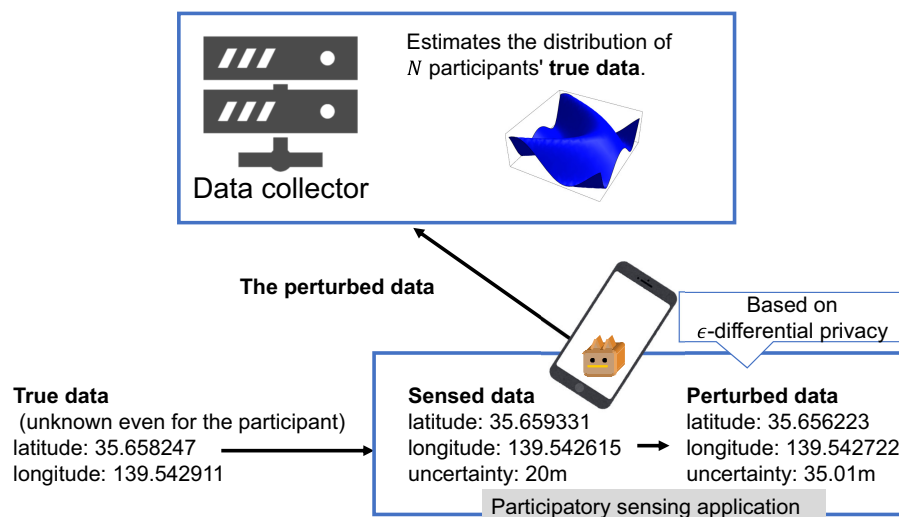 Estimates the distribution of
N participants' true data.
Data collector
The perturbed data
Based on
ϵ-differential privacy
True data
(unknown even for the participant)
latitude: 35.658247
longitude: 139.542911
Sensed data
latitude: 35.659331
longitude: 139.542615
uncertainty: 20m
Perturbed data
latitude: 35.656223
longitude: 139.542722
uncertainty: 35.01m
Participatory sensing application